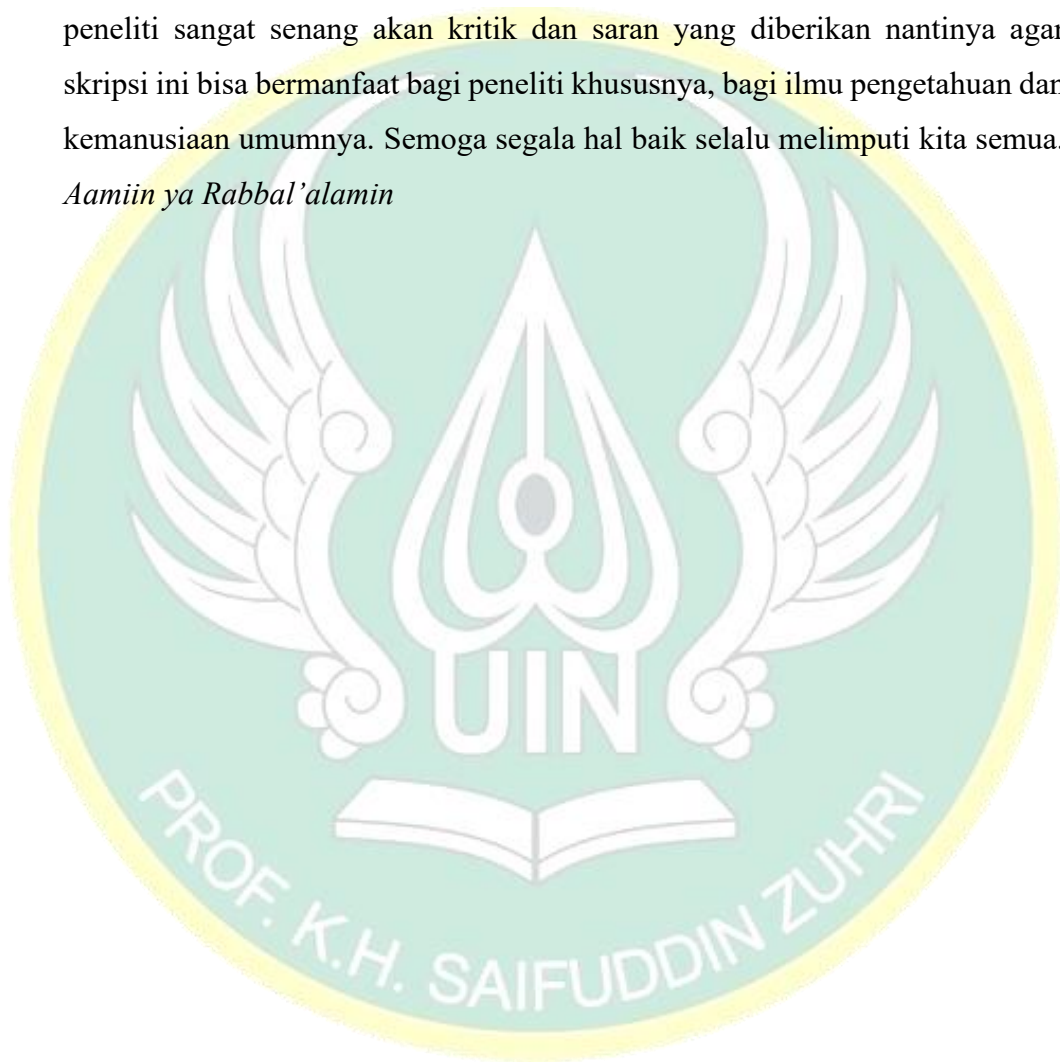 peneliti sangat senang akan kritik dan saran yang diberikan nantinya agar
skripsi ini bisa bermanfaat bagi peneliti khususnya, bagi ilmu pengetahuan dan
kemanusiaan umumnya. Semoga segala hal baik selalu melimputi kita semua.
Aamiin ya Rabbal’alamin
UIN
PROF. K.H. SAIFUDDIN ZUHRI